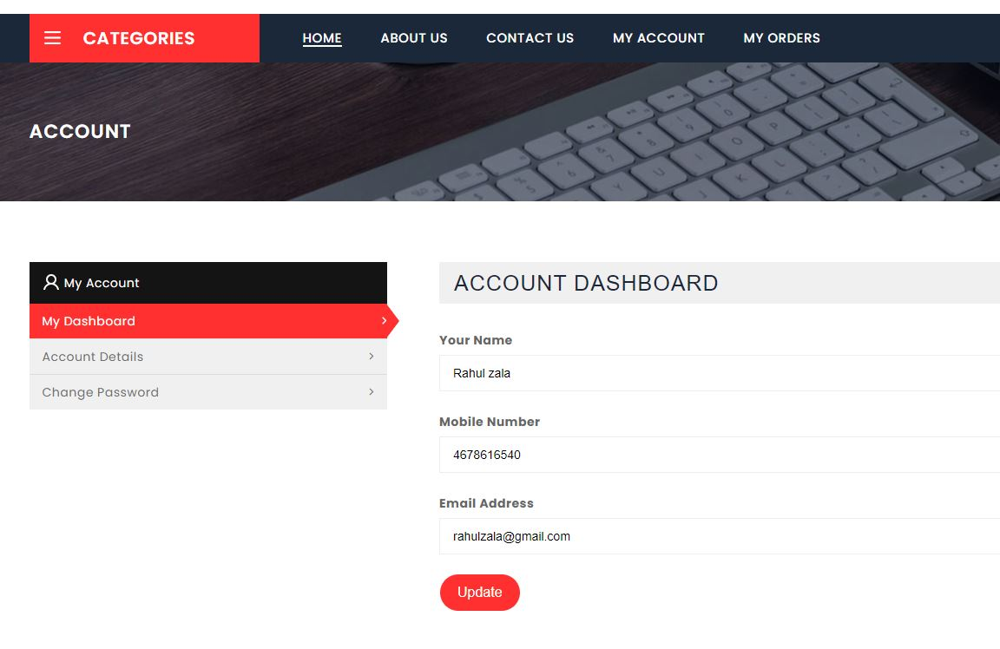 CATEGORIES HOME ABOUT US CONTACT US MY ACCOUNT MY ORDERS
ACCOUNT
My Account
My Dashboard
Account Details
Change Password
ACCOUNT DASHBOARD
Your Name
Rahul zala
Mobile Number
4678616540
Email Address
rahulzala@gmail.com
Update